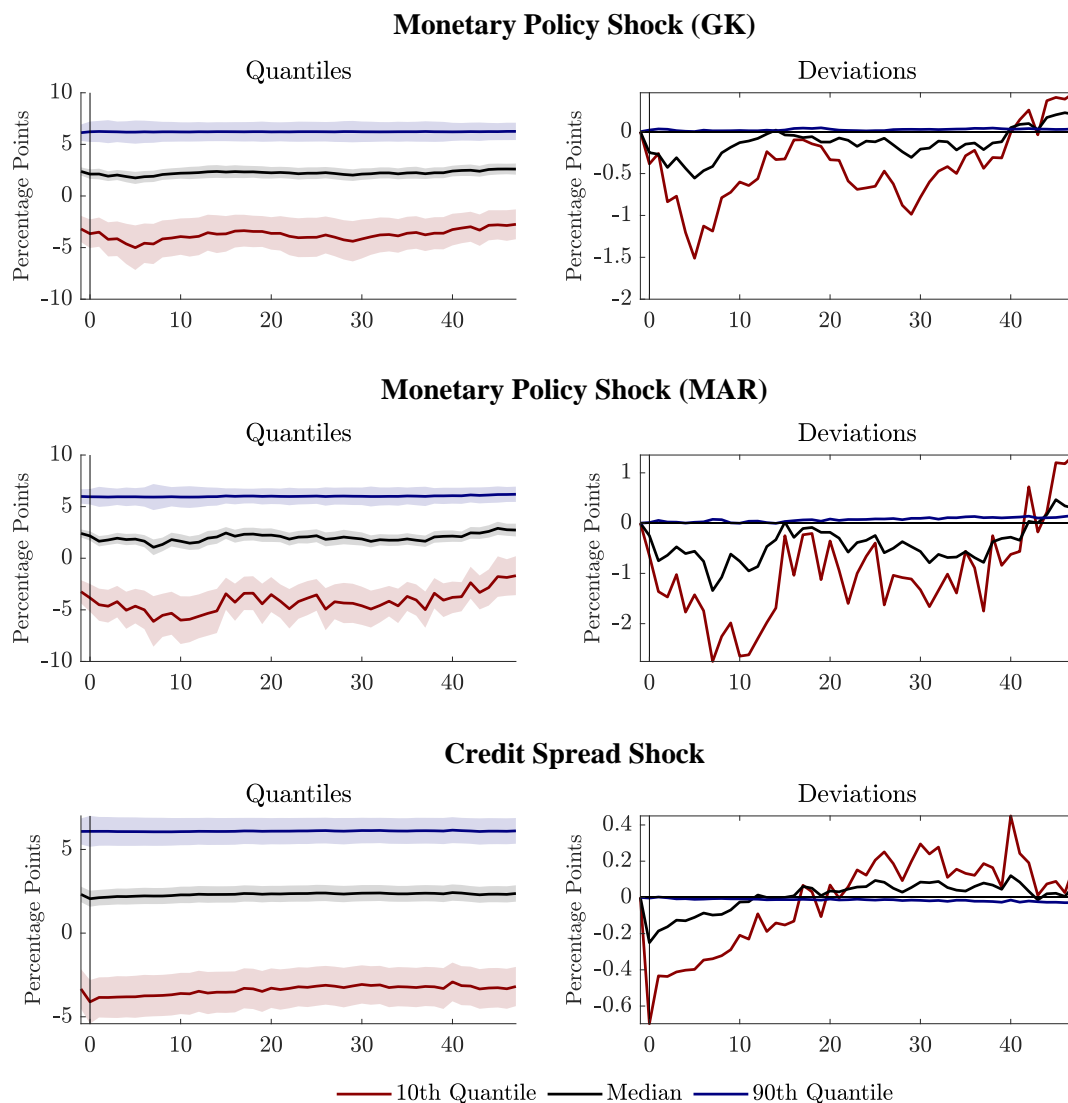 Monetary Policy Shock (GK)
Quantiles
Deviations
Percentage Points
10
5
0
-5
-10
0 10 20 30 40
Percentage Points
0
-0.5
-1
-1.5
-2
0 10 20 30 40
Monetary Policy Shock (MAR)
Quantiles
Deviations
Percentage Points
10
5
0
-5
-10
0 10 20 30 40
Percentage Points
1
0
-1
-2
0 10 20 30 40
Credit Spread Shock
Quantiles
Deviations
Percentage Points
5
0
-5
0 10 20 30 40
Percentage Points
0.4
0.2
0
-0.2
-0.4
-0.6
0 10 20 30 40
10th Quantile Median 90th Quantile